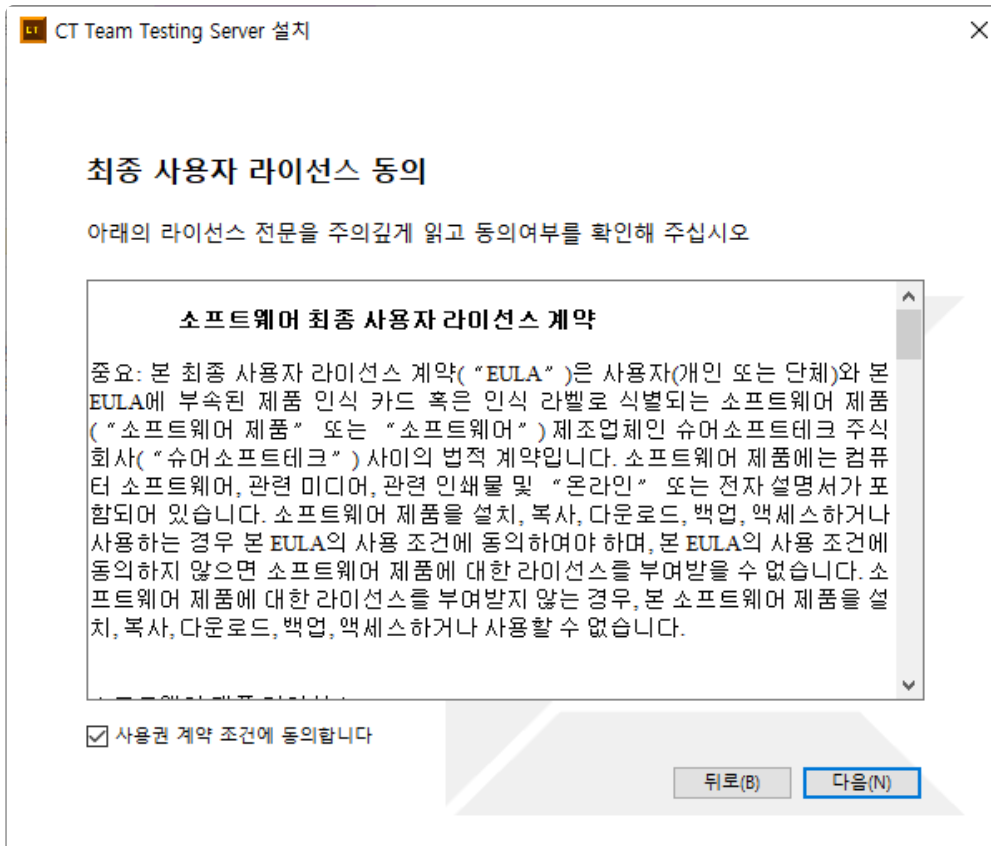 CT CT Team Testing Server 설치
최종 사용자 라이선스 동의
아래의 라이선스 전문을 주의깊게 읽고 동의여부를 확인해 주십시오
소프트웨어 최종 사용자 라이선스 계약
중요: 본 최종 사용자 라이선스 계약( “EULA” )은 사용자(개인 또는 단체)와 본
EULA에 부속된 제품 인식 카드 혹은 인식 라벨로 식별되는 소프트웨어 제품
( “소프트웨어 제품” 또는 “소프트웨어” ) 제조업체인 슈어소프트테크 주식
회사( “슈어소프트테크” ) 사이의 법적 계약입니다. 소프트웨어 제품에는 컴퓨
터 소프트웨어, 관련 미디어, 관련 인쇄물 및 “온라인” 또는 전자 설명서가 포
함되어 있습니다. 소프트웨어 제품을 설치, 복사, 다운로드, 백업, 액세스하거나
사용하는 경우 본 EULA의 사용 조건에 동의하여야 하며, 본 EULA의 사용 조건에
동의하지 않으면 소프트웨어 제품에 대한 라이선스를 부여받을 수 없습니다. 소
프트웨어 제품에 대한 라이선스를 부여받지 않는 경우, 본 소프트웨어 제품을 설
치, 복사, 다운로드, 백업, 액세스하거나 사용할 수 없습니다.
사용권 계약 조건에 동의합니다
뒤로(B) 다음(N)